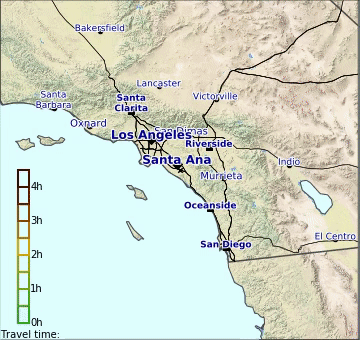 Bakersfield
Lancaster
Santa
Barbara
Santa
Clarita
Victorville
Oxnard
San Dimas
Los Angeles
Riverside
Santa Ana
Indio
Murrieta
Oceanside
El Centro
San Diego
4h
3h
2h
1h
0h
Travel time: